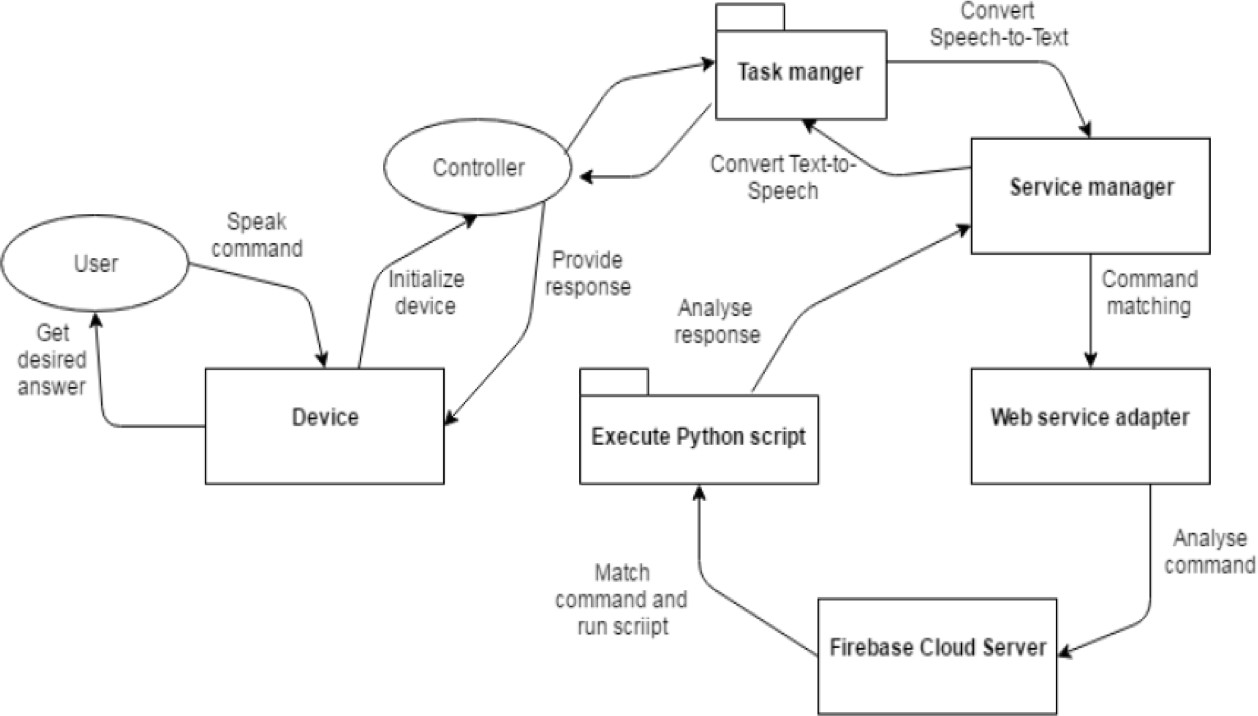 Convert
Speech-to-Text
Task manger
Controller
Convert Text-to-
Speech
Service manager
Speak
command
User
Initialize
device
Provide
response
Command
matching
Analyse
response
Get
desired
answer
Device
Execute Python script
Web service adapter
Analyse
command
Match
command and
run scriipt
Firebase Cloud Server